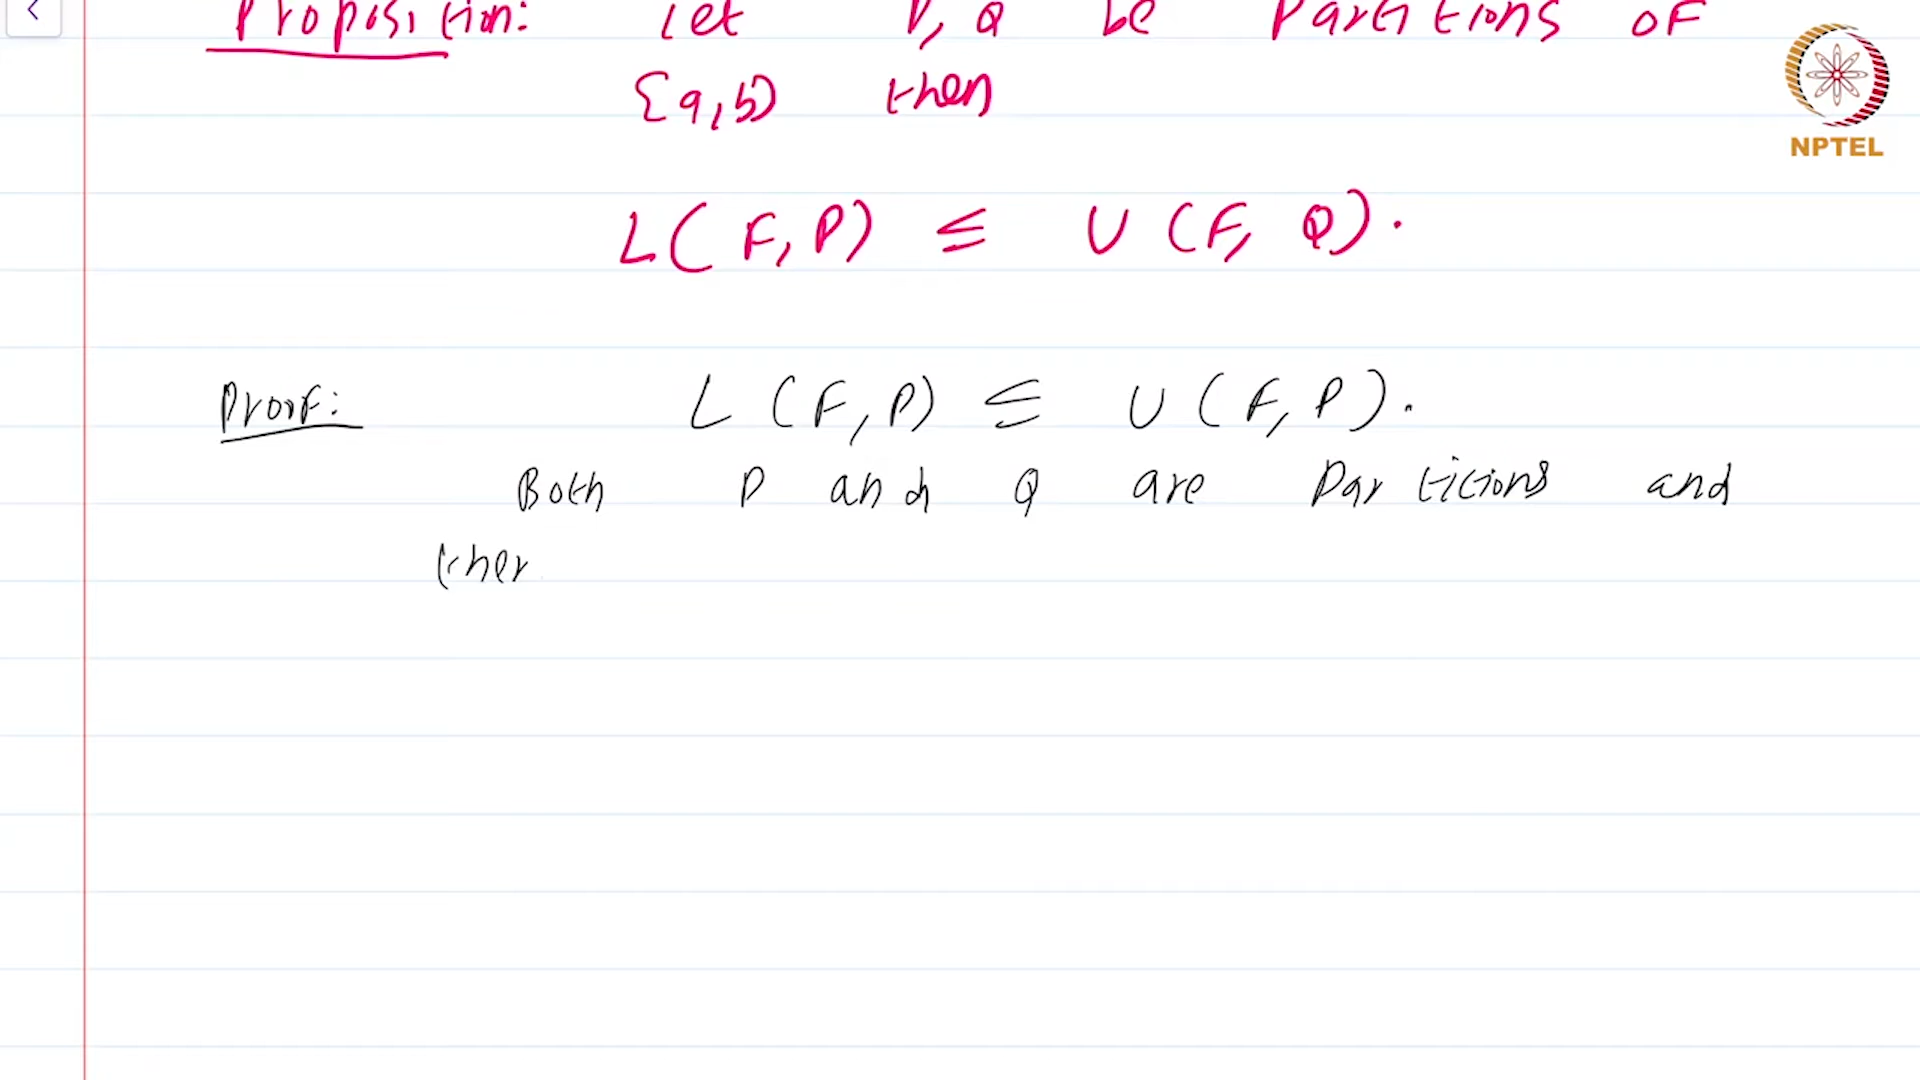 Proposition: Let P, Q be Partitions of
[a,b] then
NPTEL
L(F,P) ≤ U(F, Q).
Proof: L(F,P) ≤ U(F,P).
Both P and Q are Partitions and
ther